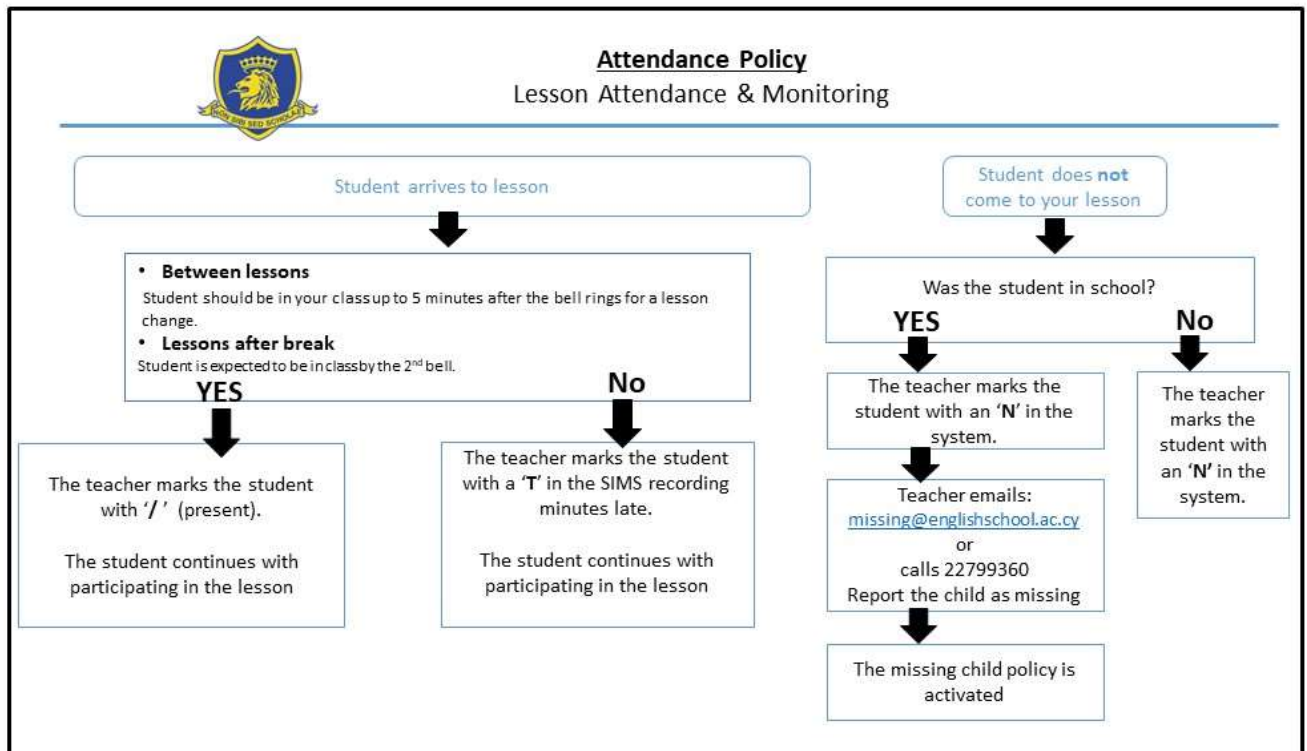 Attendance Policy
Lesson Attendance & Monitoring
NON SIBI SED SCHOLAE
Student arrives to lesson
• Between lessons
Student should be in your class up to 5 minutes after the bell rings for a lesson
change.
• Lessons after break
Student is expected to be in classby the 2nd bell.
YES
No
The teacher marks the student
with ‘/ ’ (present).
The student continues with
participating in the lesson
The teacher marks the student
with a ‘T’ in the SIMS recording
minutes late.
The student continues with
participating in the lesson
Student does not
come to your lesson
Was the student in school?
YES
No
The teacher marks the
student with an ‘N’ in the
system.
Teacher emails:
missing@englishschool.ac.cy
or
calls 22799360
Report the child as missing
The missing child policy is
activated
The teacher
marks the
student with
an ‘N’ in the
system.